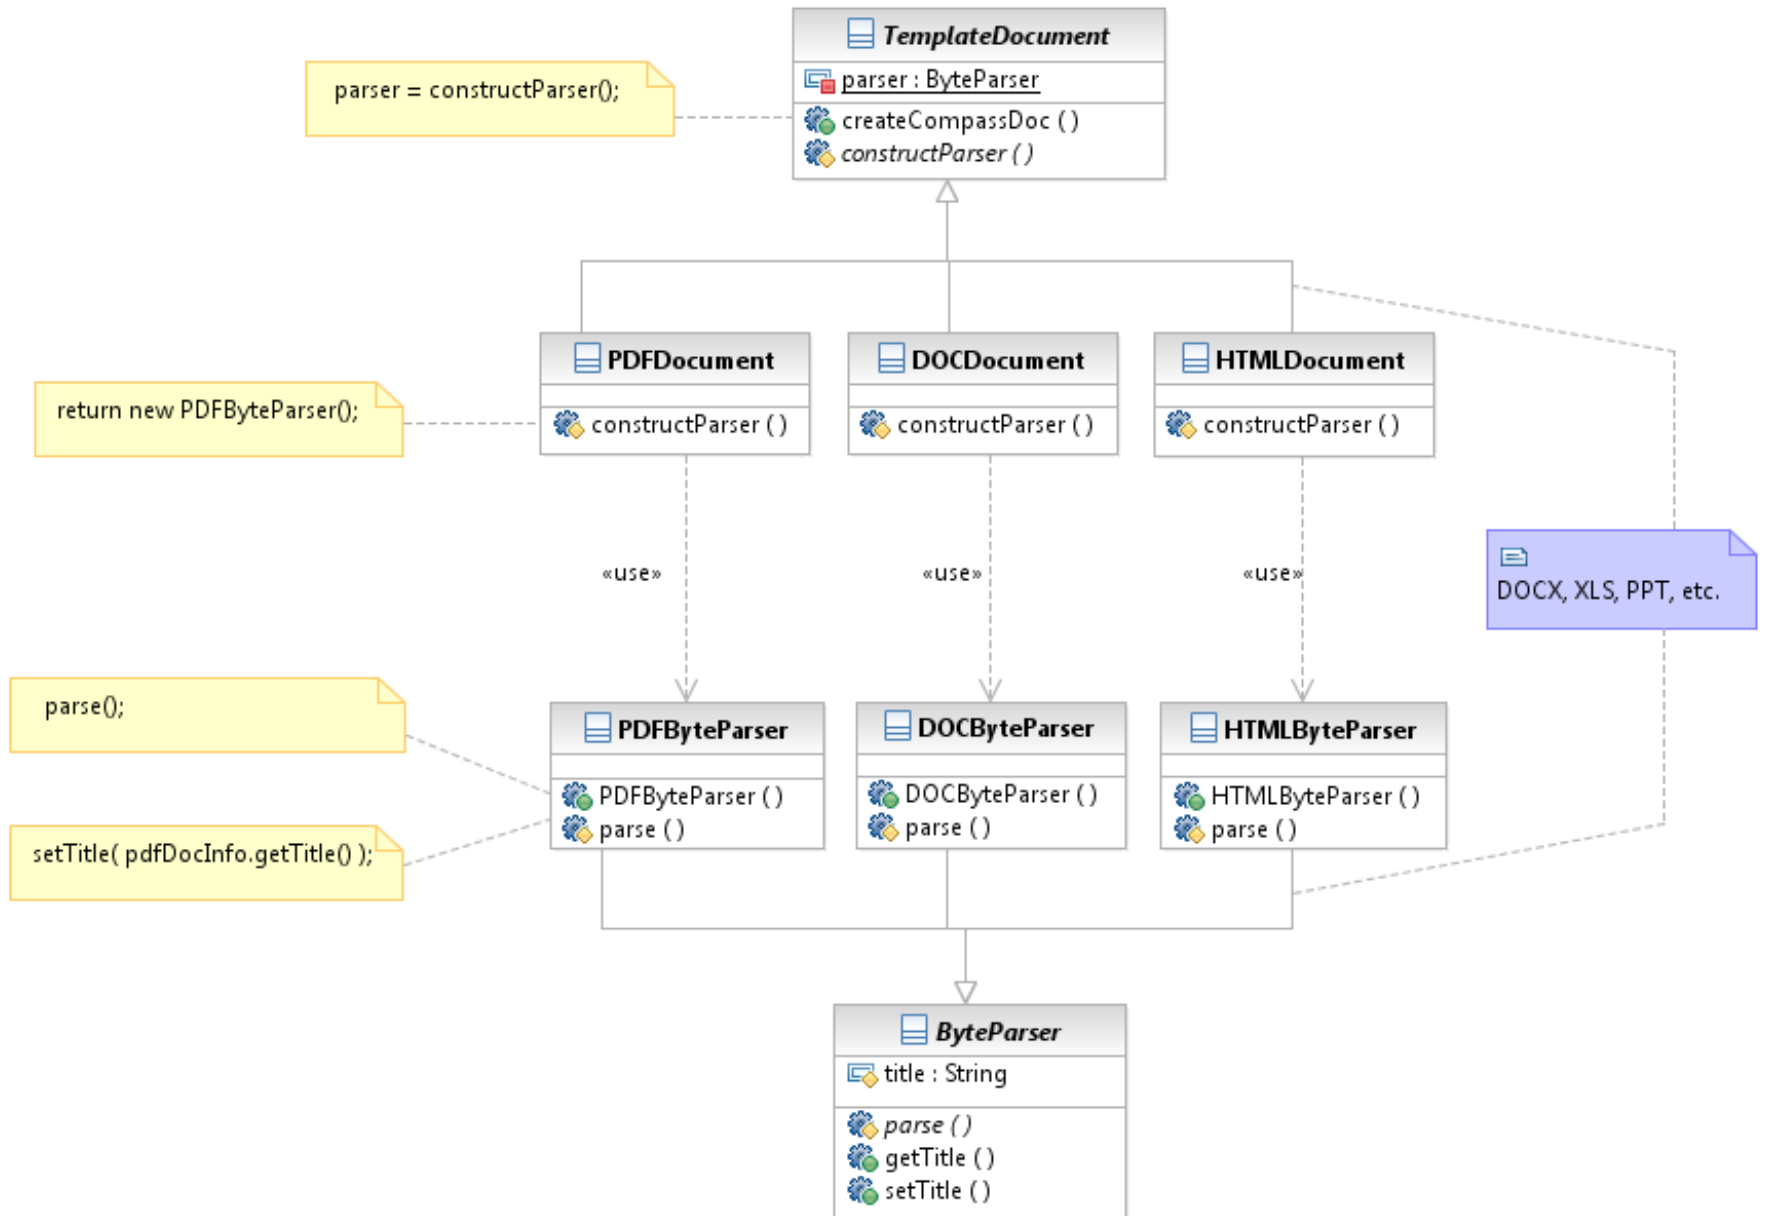 TemplateDocument
parser : ByteParser
createCompassDoc ( )
constructParser ( )
parser = constructParser();
PDFDocument
constructParser ( )
DOCDocument
constructParser ( )
HTMLDocument
constructParser ( )
return new PDFByteParser();
«use»
«use»
«use»
DOCX, XLS, PPT, etc.
parse();
setTitle( pdfDocInfo.getTitle() );
PDFByteParser
PDFByteParser ( )
parse ( )
DOCByteParser
DOCByteParser ( )
parse ( )
HTMLByteParser
HTMLByteParser ( )
parse ( )
ByteParser
title : String
parse ( )
getTitle ( )
setTitle ( )